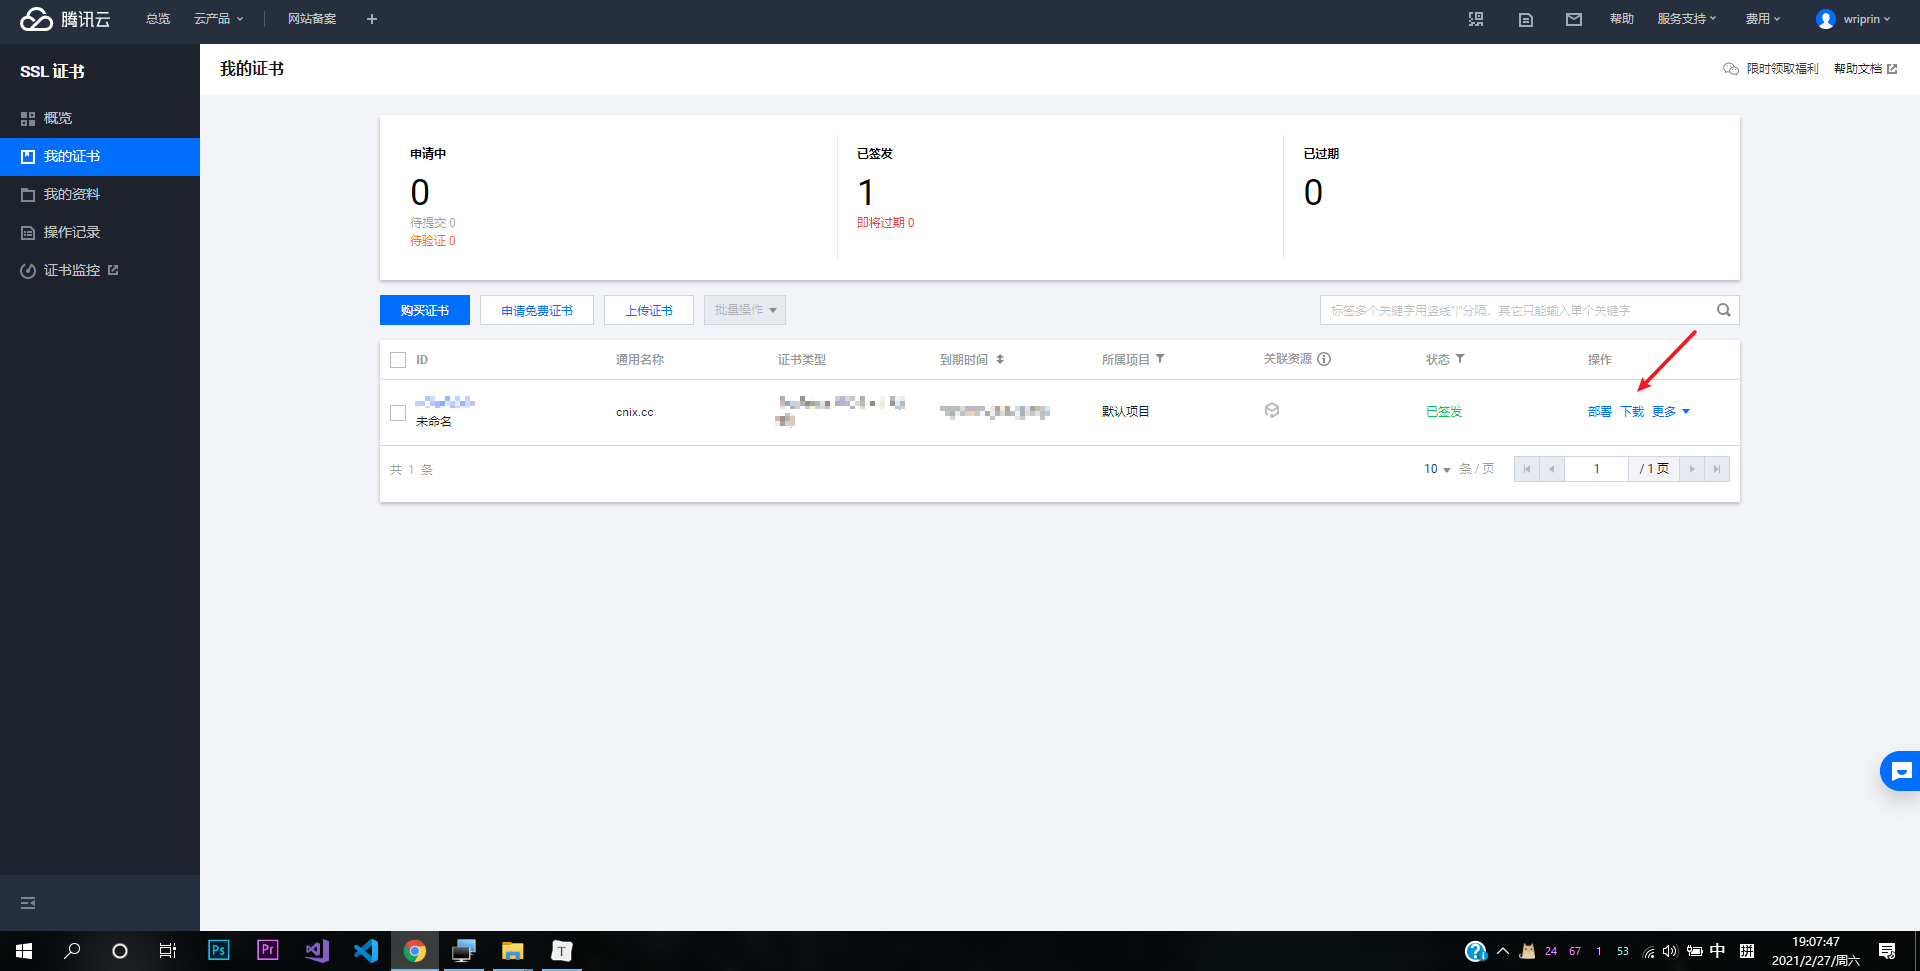 腾讯云 总览 云产品 网站备案 + 帮助 服务支持 费用 wriprin
SSL 证书
概览
我的证书
我的资料
操作记录
证书监控
我的证书
限时领取福利 帮助文档
申请中
0
待提交 0
待验证 0
已签发
1
即将过期 0
已过期
0
购买证书 申请免费证书 上传证书 批量操作
标签多个关键字用竖线"|"分隔，其它只能输入单个关键字
ID 通用名称 证书类型 到期时间 所属项目 关联资源 状态 操作
未命名 cnix.cc 默认项目 已签发 部署 下载 更多
共 1 条
10 条 / 页 1 / 1 页
Ps Pr T
24 67 1 53 中 拼
19:07:47
2021/2/27/周六